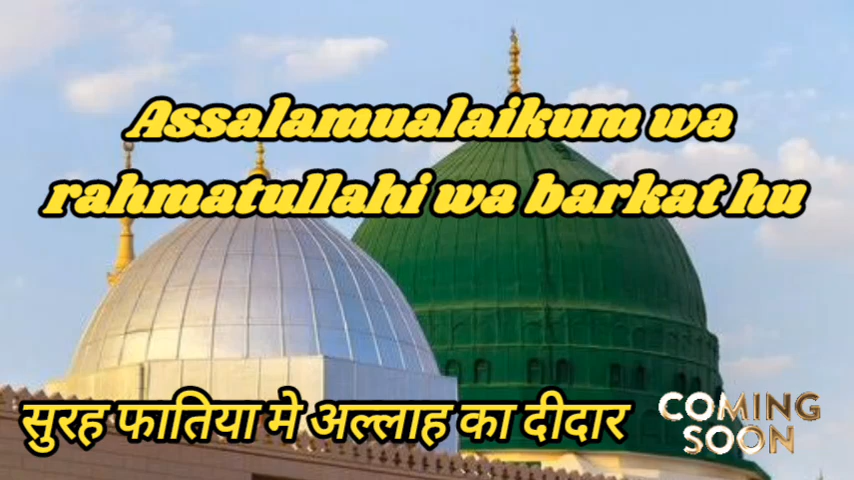 Assalamualaikum wa
rahmatullahi wa barkat hu
सुरह फातिया मे अल्लाह का दीदार
COMING
SOON